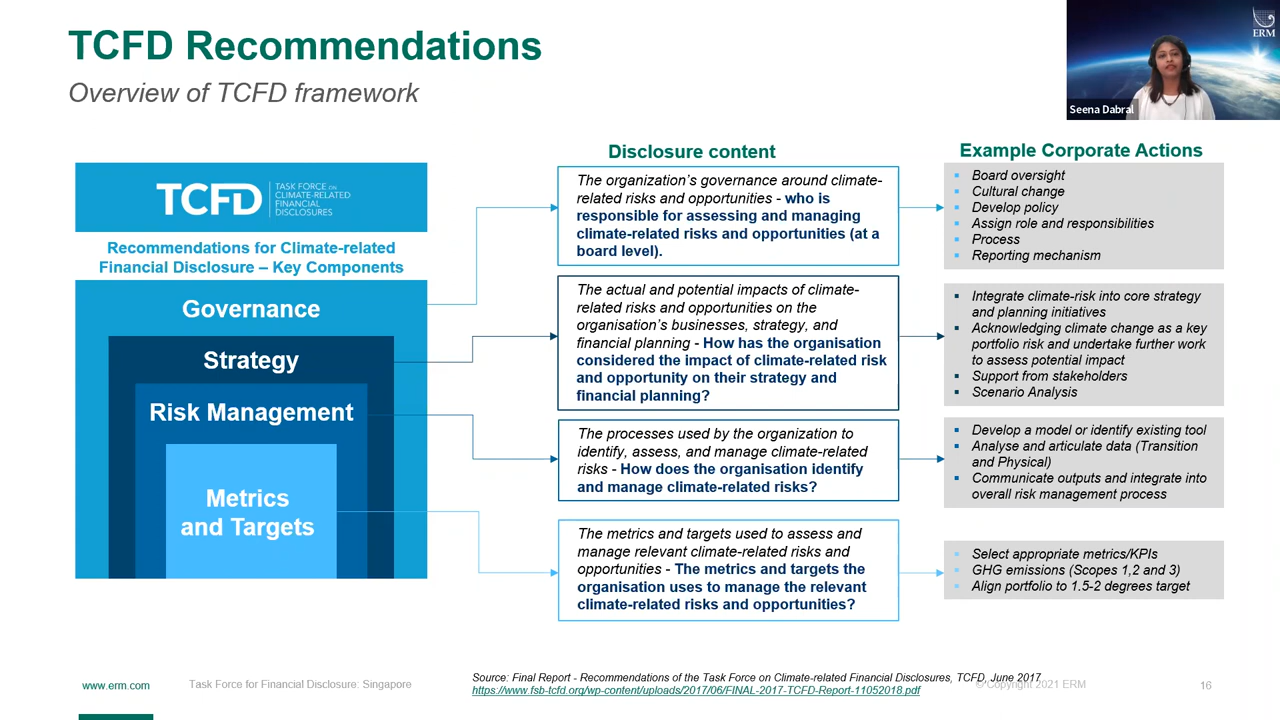 TCFD Recommendations
Overview of TCFD framework
ERM
Seena Dabral
TCFD
TASK FORCE ON
CLIMATE-RELATED
FINANCIAL
DISCLOSURES
Recommendations for Climate-related
Financial Disclosure – Key Components
Governance
Strategy
Risk Management
Metrics
and Targets
Disclosure content
The organization's governance around climate-
related risks and opportunities - who is
responsible for assessing and managing
climate-related risks and opportunities (at a
board level).
The actual and potential impacts of climate-
related risks and opportunities on the
organisation's businesses, strategy, and
financial planning - How has the organisation
considered the impact of climate-related risk
and opportunity on their strategy and
financial planning?
The processes used by the organization to
identify, assess, and manage climate-related
risks - How does the organisation identify
and manage climate-related risks?
The metrics and targets used to assess and
manage relevant climate-related risks and
opportunities - The metrics and targets the
organisation uses to manage the relevant
climate-related risks and opportunities?
Example Corporate Actions
Board oversight
Cultural change
Develop policy
Assign role and responsibilities
Process
Reporting mechanism
Integrate climate-risk into core strategy
and planning initiatives
Acknowledging climate change as a key
portfolio risk and undertake further work
to assess potential impact
Support from stakeholders
Scenario Analysis
Develop a model or identify existing tool
Analyse and articulate data (Transition
and Physical)
Communicate outputs and integrate into
overall risk management process
Select appropriate metrics/KPIs
GHG emissions (Scopes 1,2 and 3)
Align portfolio to 1.5-2 degrees target
www.erm.com
Task Force for Financial Disclosure: Singapore
Source: Final Report - Recommendations of the Task Force on Climate-related Financial Disclosures, TCFD, June 2017
https://www.fsb-tcfd.org/wp-content/uploads/2017/06/FINAL-2017-TCFD-Report-11052018.pdf
© Copyright 2021 ERM
16